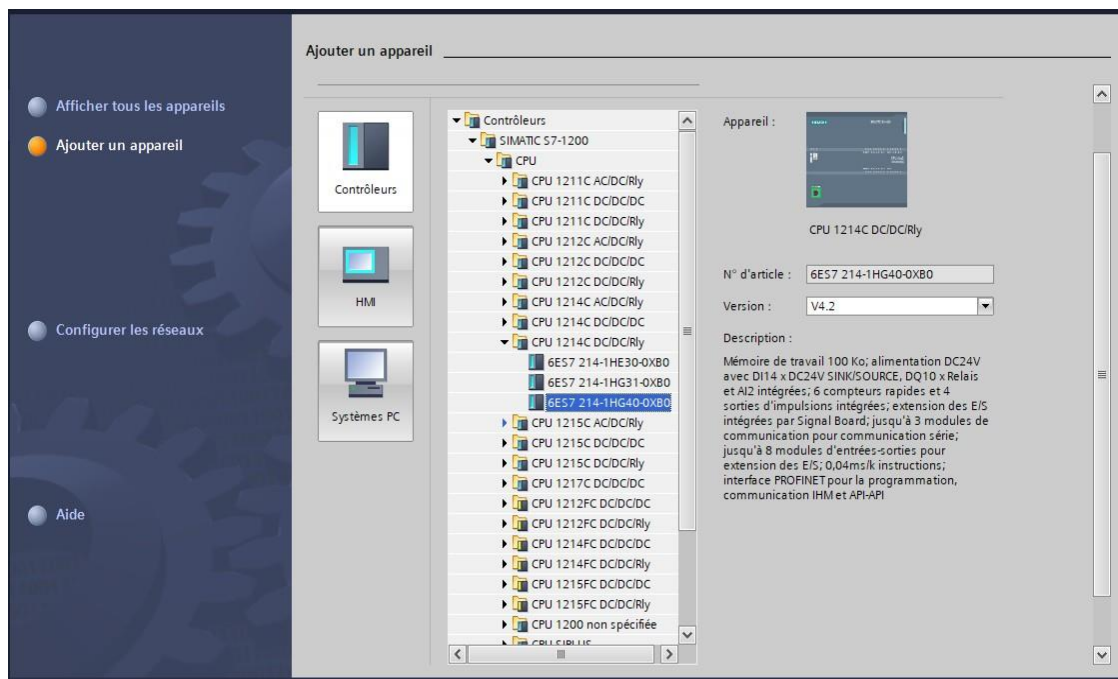 Ajouter un appareil
Afficher tous les appareils
Ajouter un appareil
Configurer les réseaux
Aide
Contrôleurs
HMI
Systèmes PC
Contrôleurs
SIMATIC S7-1200
CPU
CPU 1211C AC/DC/Rly
CPU 1211C DC/DC/DC
CPU 1211C DC/DC/Rly
CPU 1212C AC/DC/Rly
CPU 1212C DC/DC/DC
CPU 1212C DC/DC/Rly
CPU 1214C AC/DC/Rly
CPU 1214C DC/DC/DC
CPU 1214C DC/DC/Rly
6ES7 214-1HE30-0XB0
6ES7 214-1HG31-0XB0
6ES7 214-1HG40-0XB0
CPU 1215C AC/DC/Rly
CPU 1215C DC/DC/DC
CPU 1215C DC/DC/Rly
CPU 1217C DC/DC/DC
CPU 1212FC DC/DC/DC
CPU 1212FC DC/DC/Rly
CPU 1214FC DC/DC/DC
CPU 1214FC DC/DC/Rly
CPU 1215FC DC/DC/DC
CPU 1215FC DC/DC/Rly
CPU 1200 non spécifiée
CPU SIPLUS
Appareil :
CPU 1214C DC/DC/Rly
N° d'article : 6ES7 214-1HG40-0XB0
Version : V4.2
Description :
Mémoire de travail 100 Ko; alimentation DC24V
avec DI14 x DC24V SINK/SOURCE, DQ10 x Relais
et AI2 intégrées; 6 compteurs rapides et 4
sorties d'impulsions intégrées; extension des E/S
intégrées par Signal Board; jusqu'à 3 modules de
communication pour communication série;
jusqu'à 8 modules d'entrées-sorties pour
extension des E/S; 0,04ms/k instructions;
interface PROFINET pour la programmation,
communication IHM et API-API